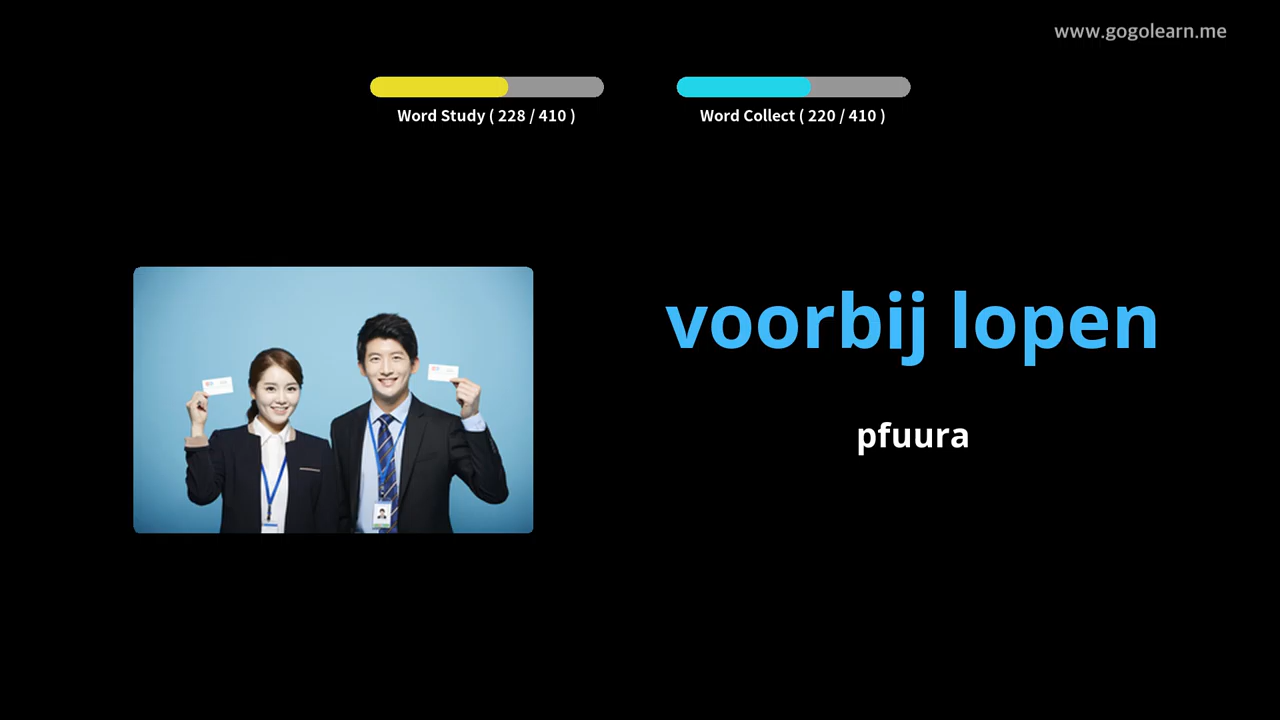 www.gogolearn.me
Word Study ( 228 / 410 )
Word Collect ( 220 / 410 )
voorbij lopen
pfuura